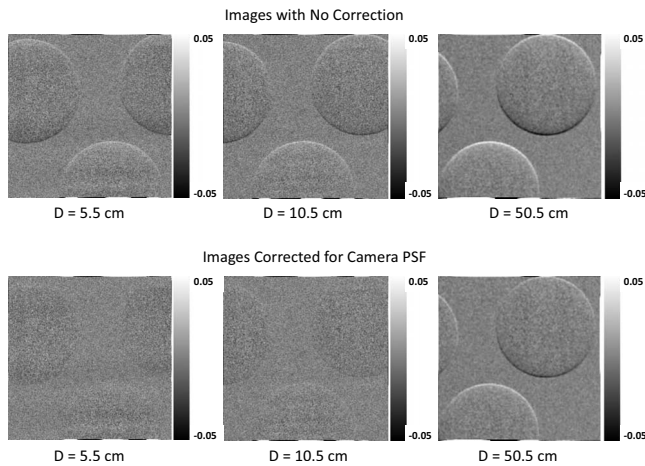 Images with No Correction
0.05 0.05 0.05
-0.05 -0.05 -0.05
D = 5.5 cm D = 10.5 cm D = 50.5 cm
Images Corrected for Camera PSF
0.05 0.05 0.05
-0.05 -0.05 -0.05
D = 5.5 cm D = 10.5 cm D = 50.5 cm